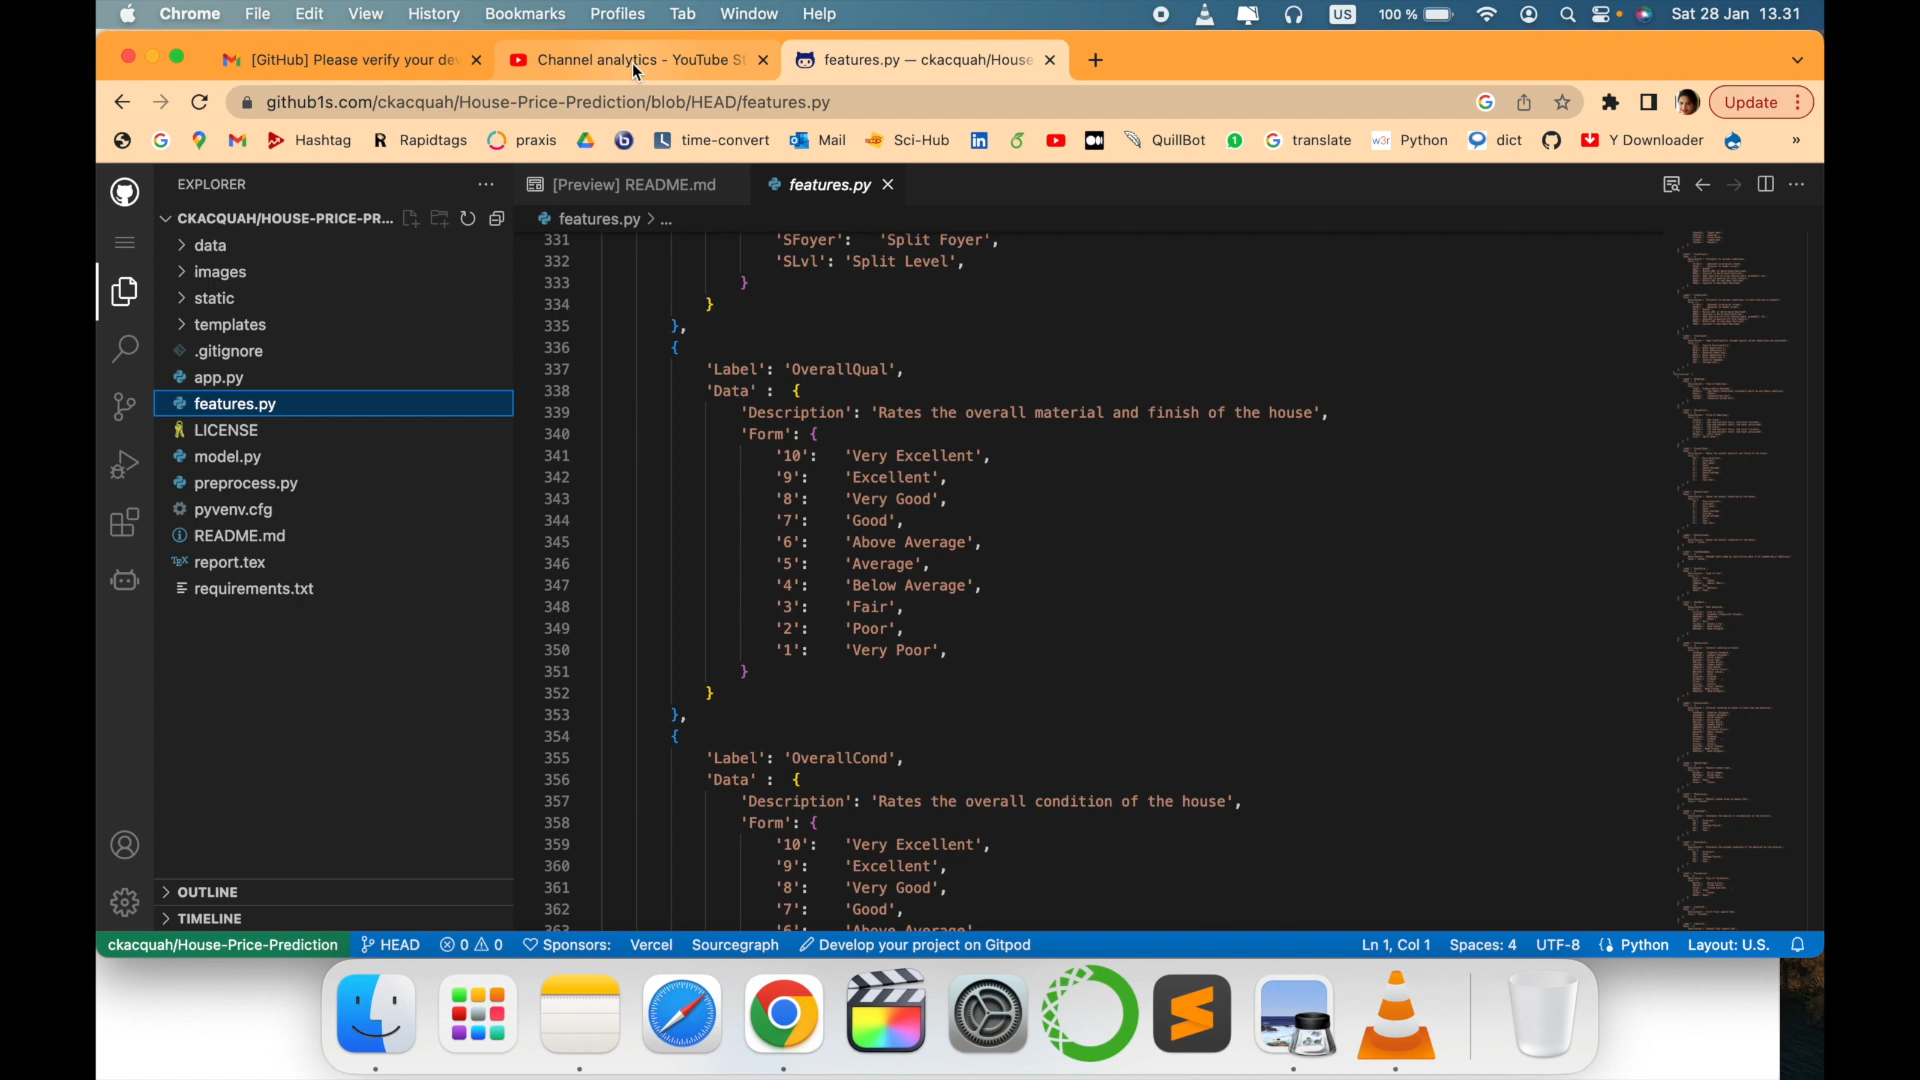 Chrome File Edit View History Bookmarks Profiles Tab Window Help US 100 % Sat 28 Jan 13.31
[GitHub] Please verify your de Channel analytics - YouTube St features.py — ckacquah/House
github1s.com/ckacquah/House-Price-Prediction/blob/HEAD/features.py Update
Hashtag Rapidtags praxis time-convert Mail Sci-Hub QuillBot translate Python dict Y Downloader »
EXPLORER
[Preview] README.md features.py
CKACQUAH/HOUSE-PRICE-PR...
features.py > ...
data
images
static
templates
.gitignore
app.py
features.py
LICENSE
model.py
preprocess.py
pyvenv.cfg
README.md
report.tex
requirements.txt
OUTLINE
TIMELINE
331 'SFoyer': 'Split Foyer',
332 'SLvl': 'Split Level',
333 }
334 }
335 },
336 {
337 'Label': 'OverallQual',
338 'Data' : {
339 'Description': 'Rates the overall material and finish of the house',
340 'Form': {
341 '10': 'Very Excellent',
342 '9': 'Excellent',
343 '8': 'Very Good',
344 '7': 'Good',
345 '6': 'Above Average',
346 '5': 'Average',
347 '4': 'Below Average',
348 '3': 'Fair',
349 '2': 'Poor',
350 '1': 'Very Poor',
351 }
352 }
353 },
354 {
355 'Label': 'OverallCond',
356 'Data' : {
357 'Description': 'Rates the overall condition of the house',
358 'Form': {
359 '10': 'Very Excellent',
360 '9': 'Excellent',
361 '8': 'Very Good',
362 '7': 'Good',
363 '6': 'Above Average'
ckacquah/House-Price-Prediction HEAD 0 0 Sponsors: Vercel Sourcegraph Develop your project on Gitpod Ln 1, Col 1 Spaces: 4 UTF-8 Python Layout: U.S.